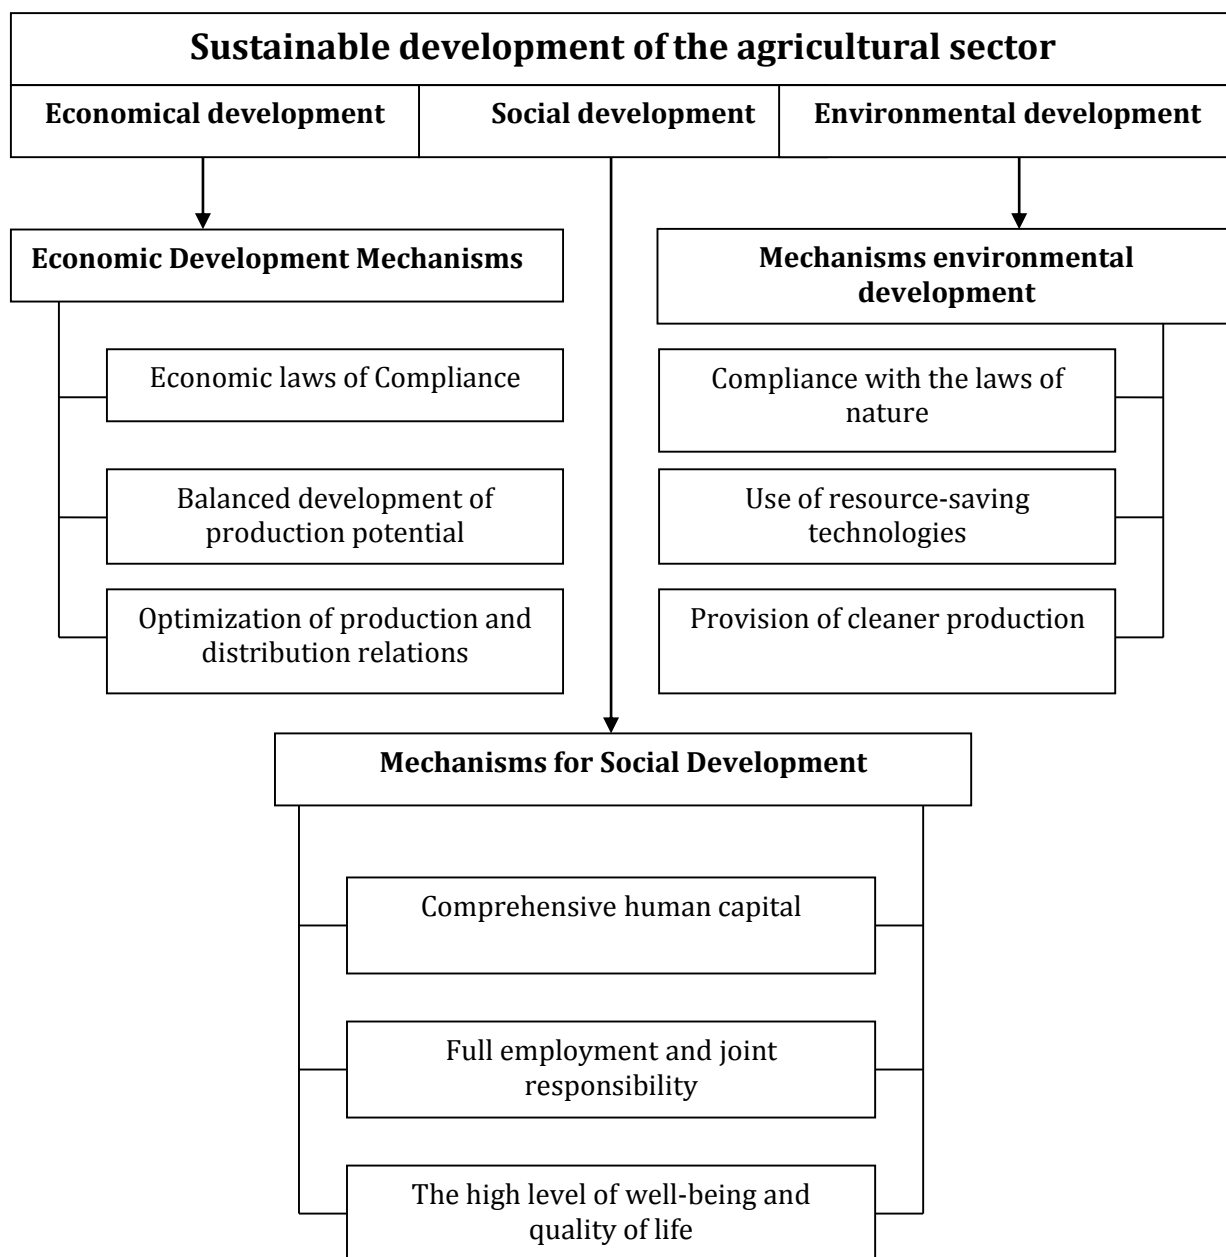 Sustainable development of the agricultural sector
Economical development
Social development
Environmental development
Economic Development Mechanisms
Economic laws of Compliance
Balanced development of
production potential
Optimization of production and
distribution relations
Mechanisms environmental
development
Compliance with the laws of
nature
Use of resource-saving
technologies
Provision of cleaner production
Mechanisms for Social Development
Comprehensive human capital
Full employment and joint
responsibility
The high level of well-being and
quality of life